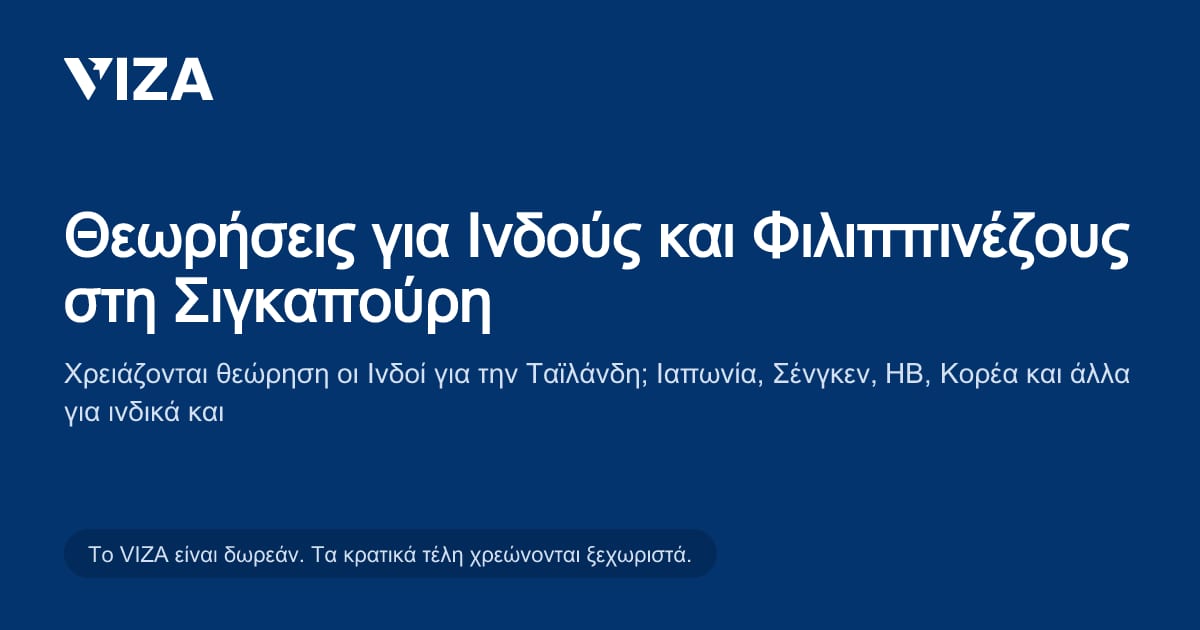 VIZA
Θεωρήσεις για Ινδούς και Φιλιππινέζους
στη Σιγκαπούρη
Χρειάζονται θεώρηση οι Ινδοί για την Ταϊλάνδη; Ιαπωνία, Σένγκεν, ΗΒ, Κορέα και άλλα
για ινδικά και
Το VIZA είναι δωρεάν. Τα κρατικά τέλη χρεώνονται ξεχωριστά.